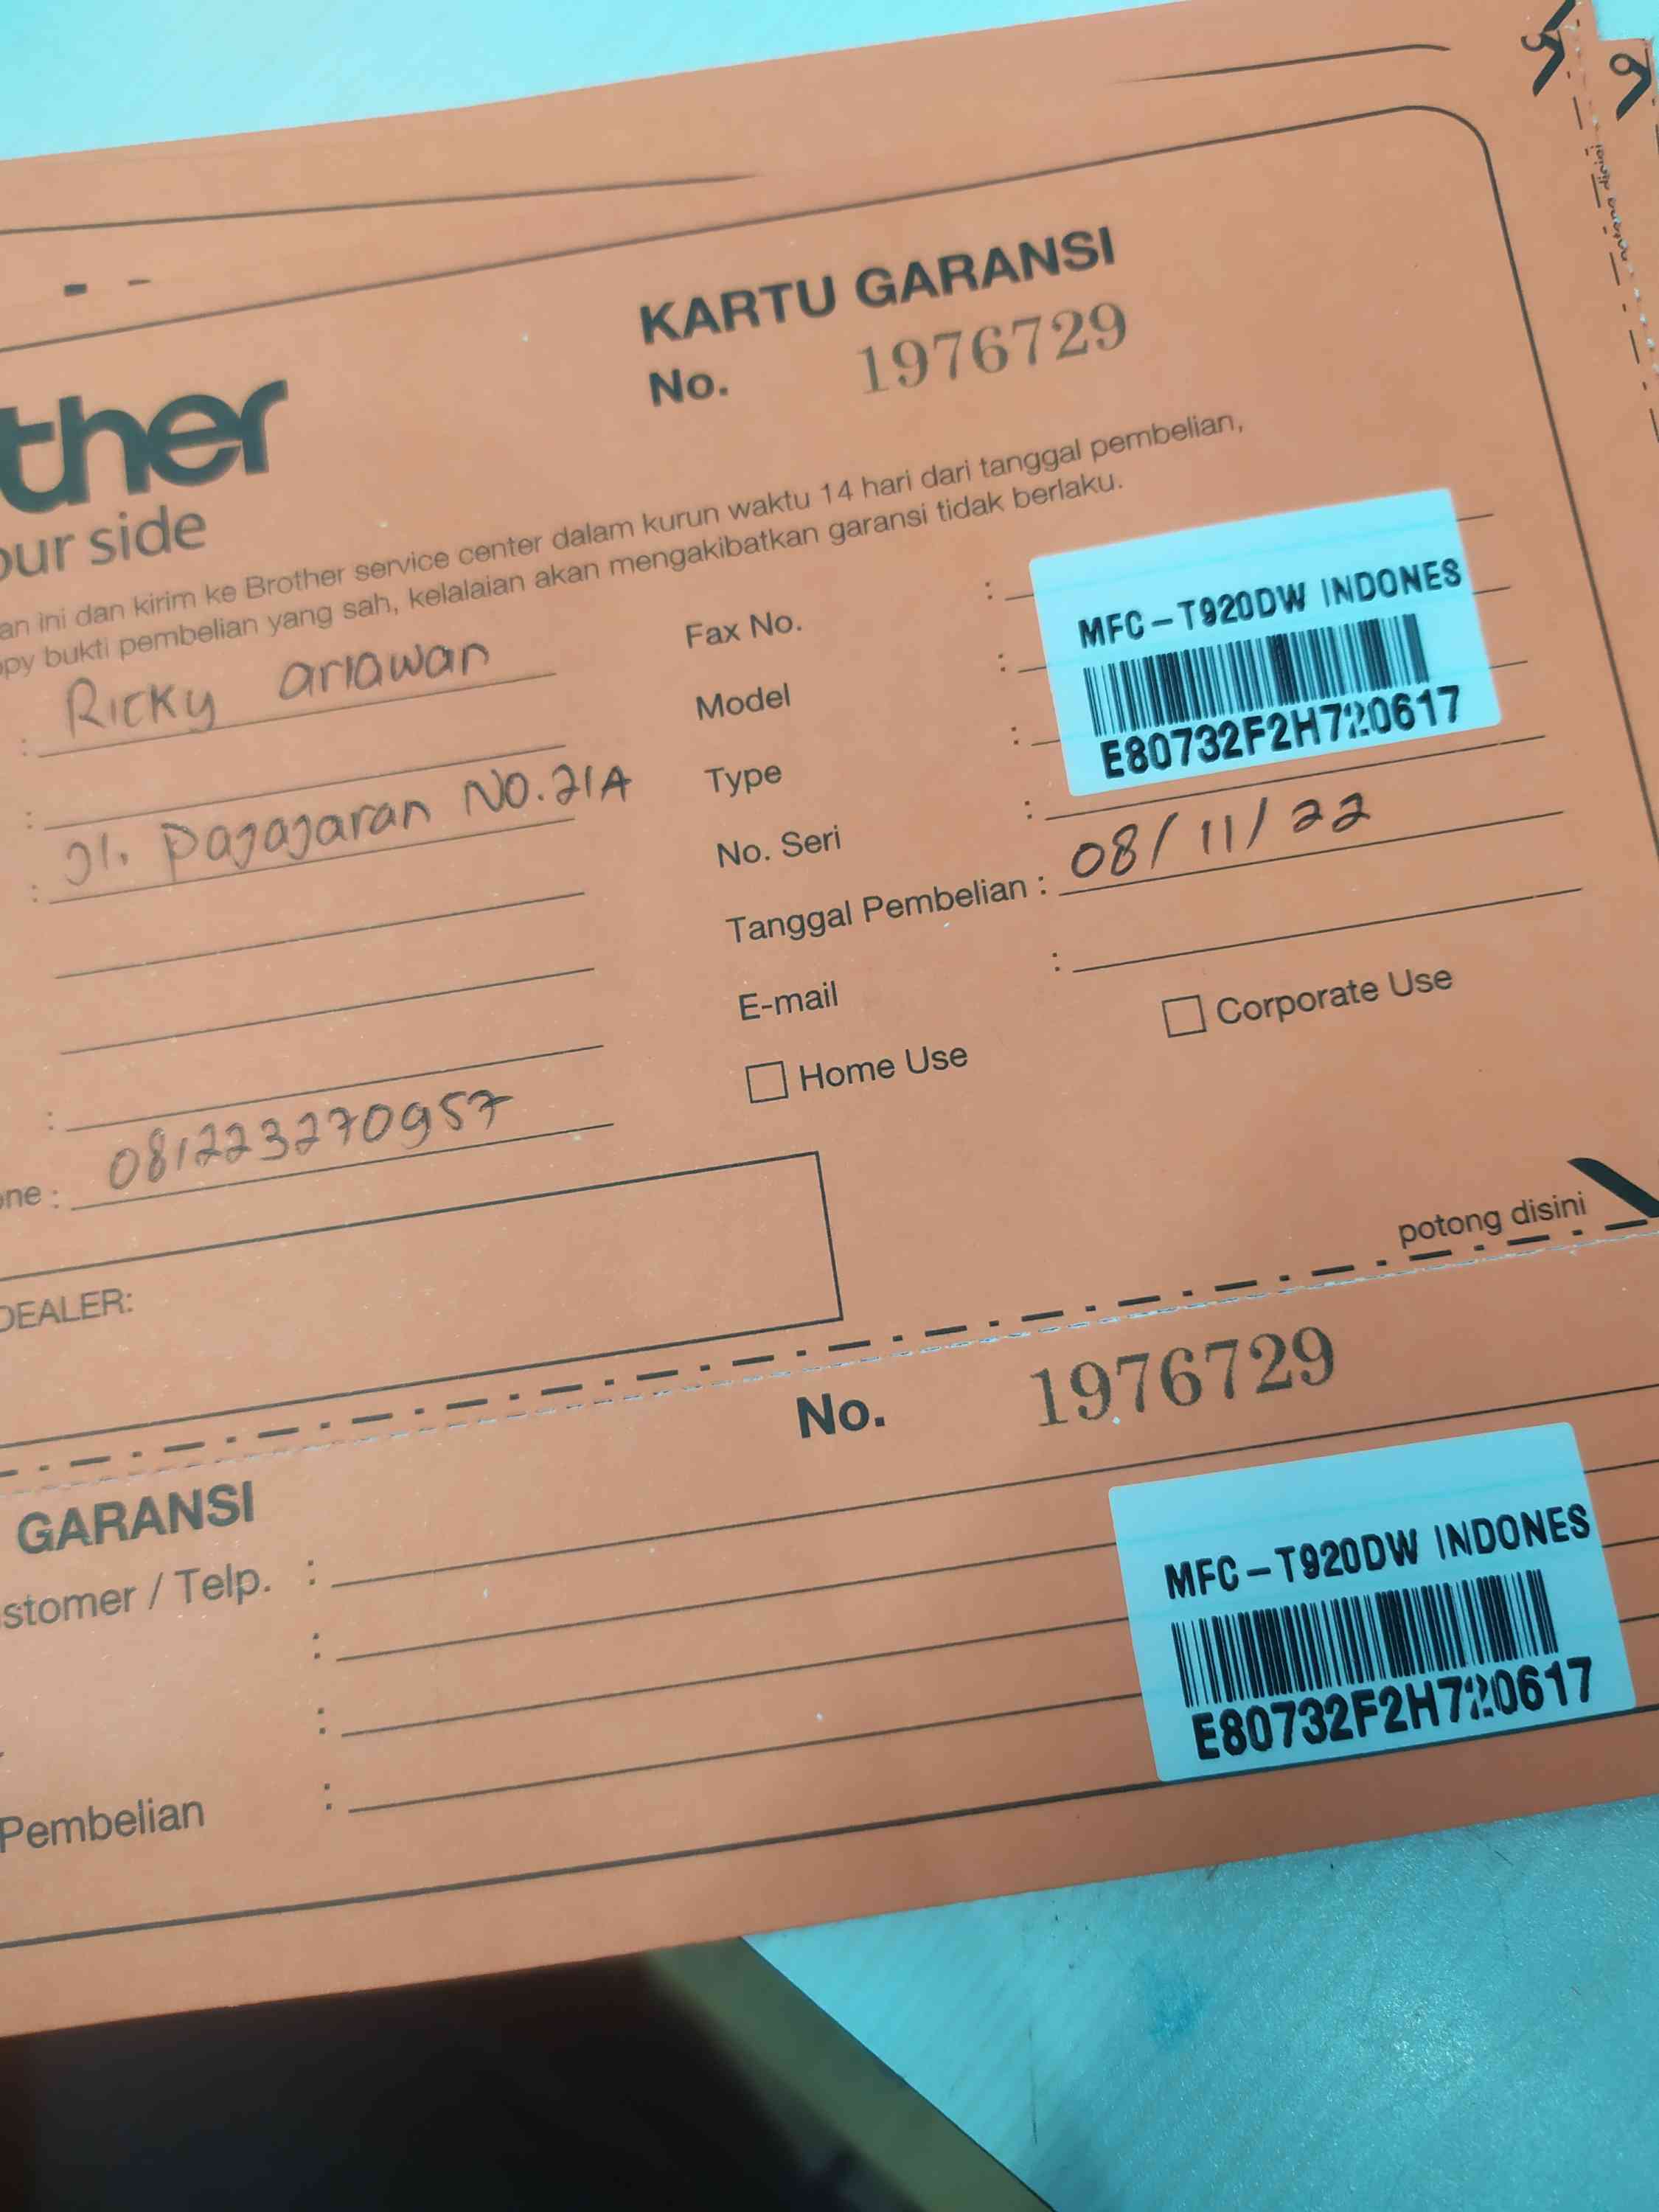 KARTU GARANSI
No. 1976729
ther
our side
an ini dan kirim ke Brother service center dalam kurun waktu 14 hari dari tanggal pembelian,
opy bukti pembelian yang sah, kelalaian akan mengakibatkan garansi tidak berlaku.
: Ricky ariawan
:
: Jl. Pajajaran NO.21A
:
one : 081223270957
DEALER:
Fax No. :
Model :
Type :
No. Seri :
MFC-T920DW INDONES
E80732F2H720617
Tanggal Pembelian : 08/11/22
E-mail :
Home Use
Corporate Use
potong disini
potong disini
No. 1976729
GARANSI
stomer / Telp. :
:
:
Pembelian :
MFC-T920DW INDONES
E80732F2H720617